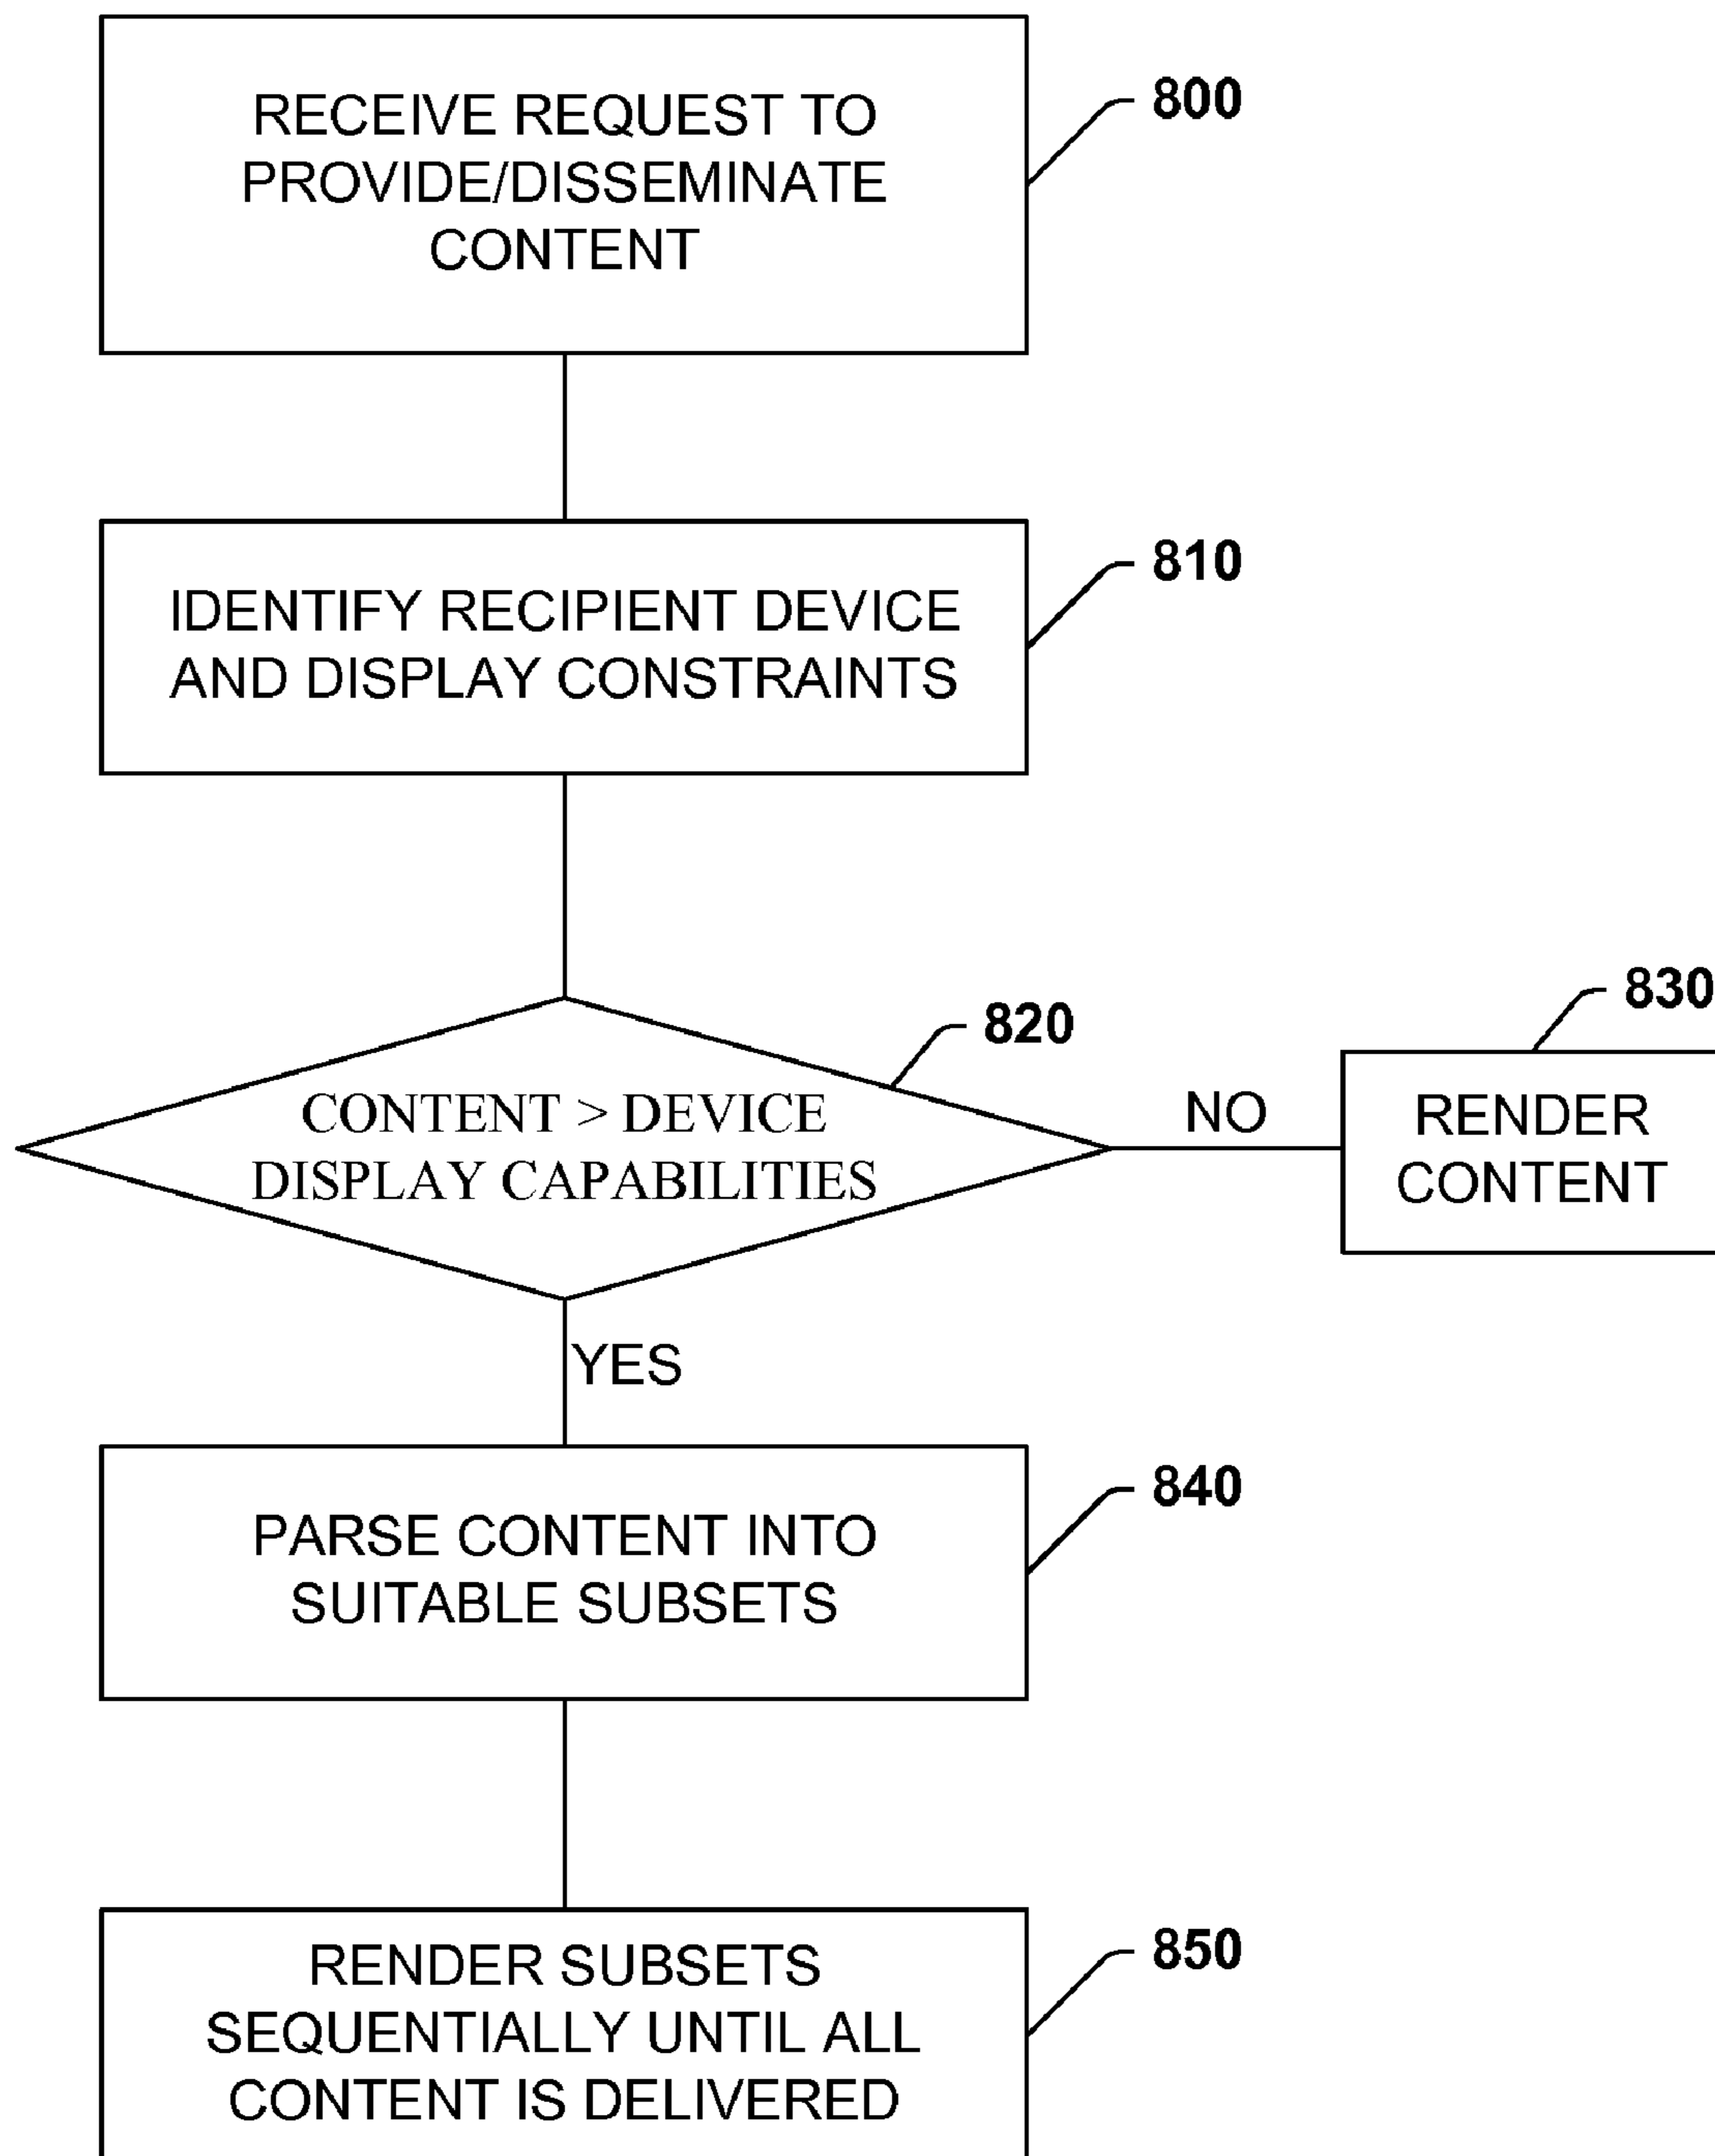 RECEIVE REQUEST TO
PROVIDE/DISSEMINATE
CONTENT
800
IDENTIFY RECIPIENT DEVICE
AND DISPLAY CONSTRAINTS
810
CONTENT > DEVICE
DISPLAY CAPABILITIES
820
NO
830
RENDER
CONTENT
YES
PARSE CONTENT INTO
SUITABLE SUBSETS
840
RENDER SUBSETS
SEQUENTIALLY UNTIL ALL
CONTENT IS DELIVERED
850